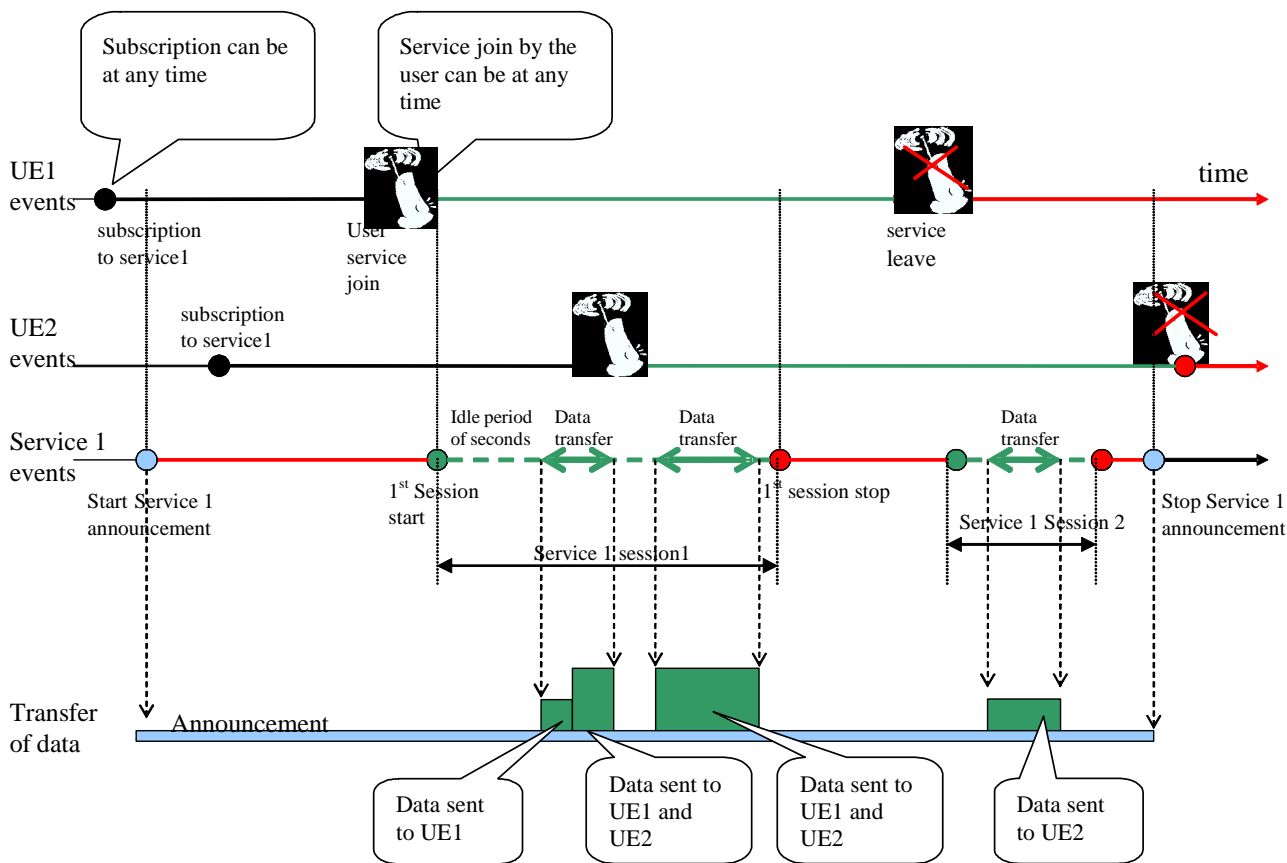 Subscription can be
at any time
Service join by the
user can be at any
time
UE1
events
time
subscription
to service1
User
service
join
service
leave
UE2
events
subscription
to service1
Service 1
events
Idle period
of seconds
Data
transfer
Data
transfer
Data
transfer
Start Service 1
announcement
1st Session
start
1st session stop
Service 1 Session 2
Stop Service 1
announcement
Service 1 session1
Transfer
of data
Announcement
Data sent
to UE1
Data sent to
UE1 and
UE2
Data sent to
UE1 and
UE2
Data sent
to UE2